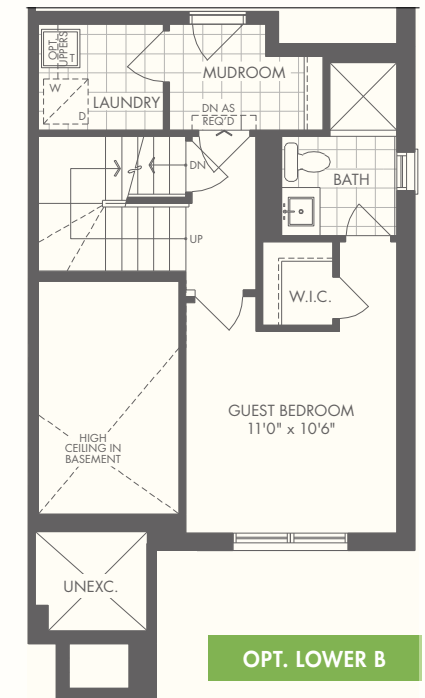 OPT.
UPPERS
T
W
D
LAUNDRY
MUDROOM
DN AS
REQ'D
DN
UP
BATH
W.I.C.
GUEST BEDROOM
11'0" x 10'6"
HIGH
CEILING IN
BASEMENT
UNEXC.
OPT. LOWER B